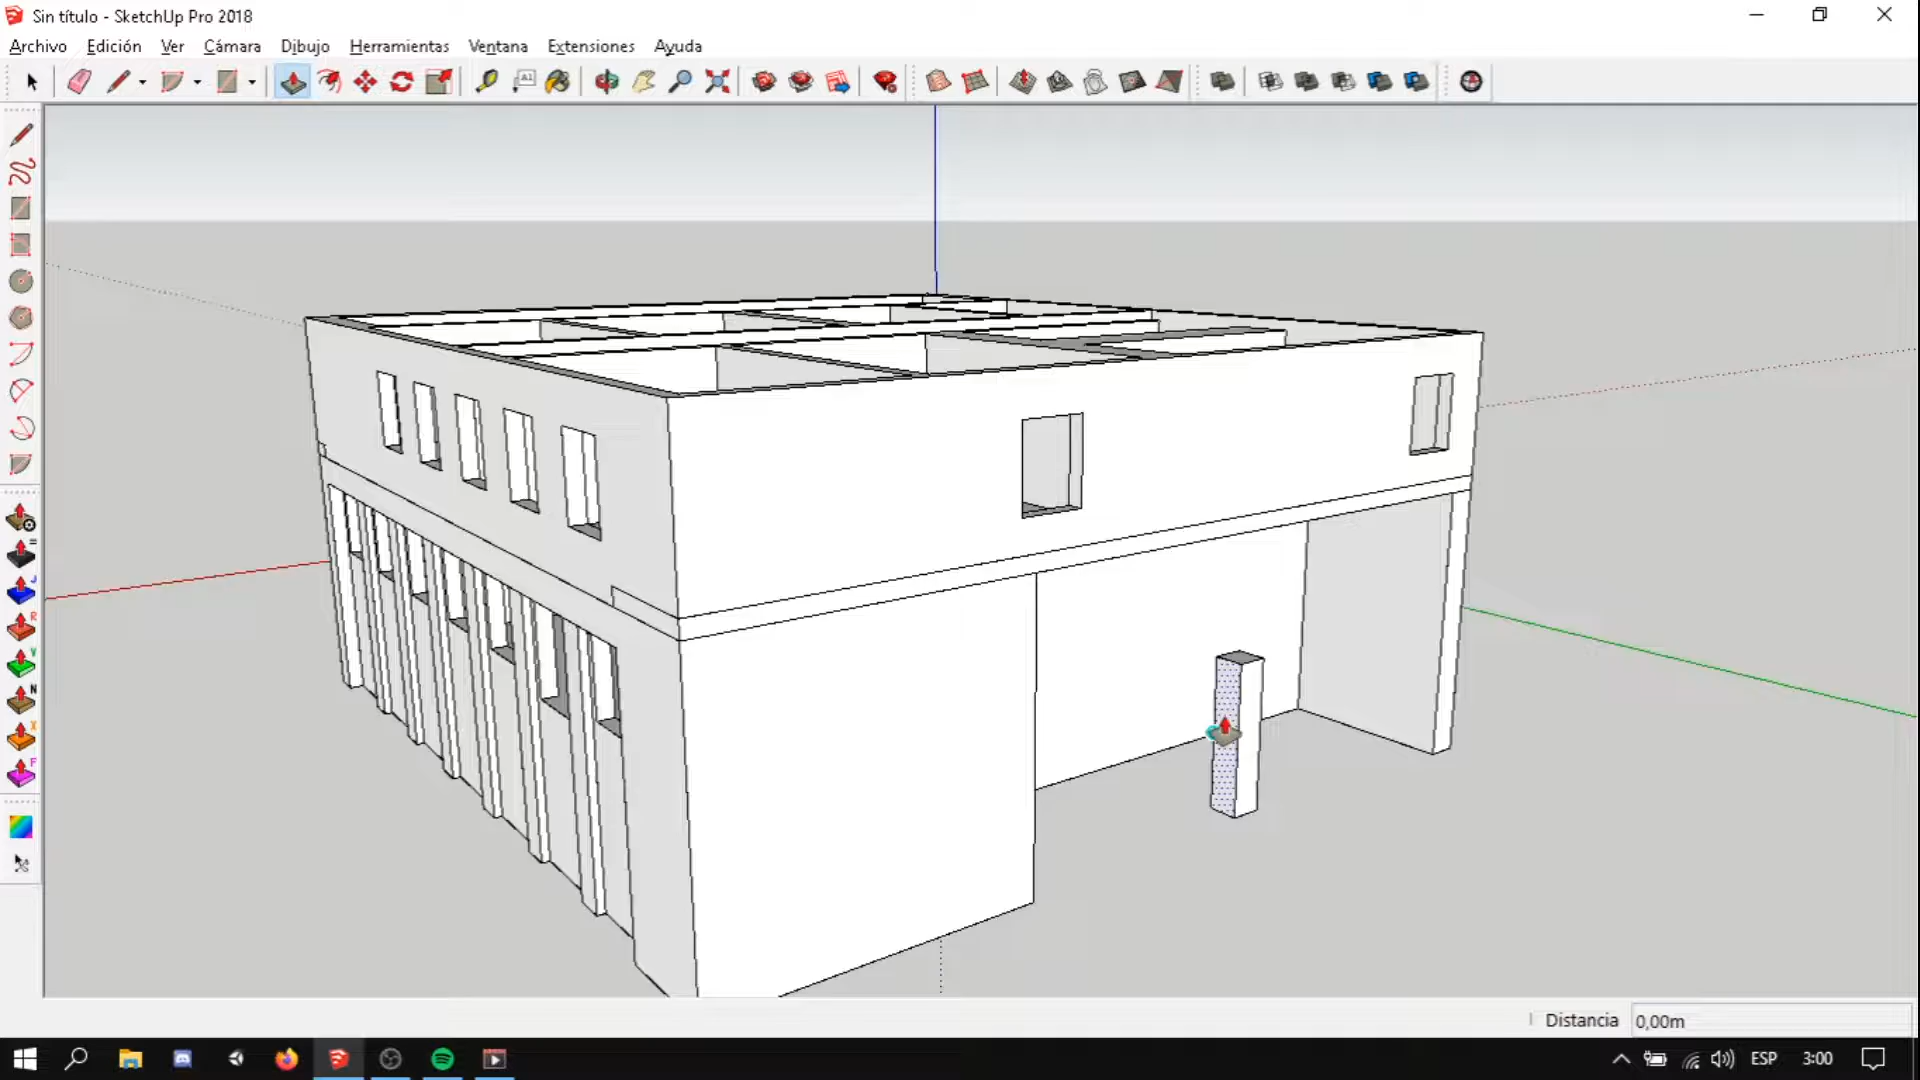 Sin título - SketchUp Pro 2018
Archivo Edición Ver Cámara Dibujo Herramientas Ventana Extensiones Ayuda
A1
J
R
V
N
X
F
Distancia 0,00m
ESP 3:00